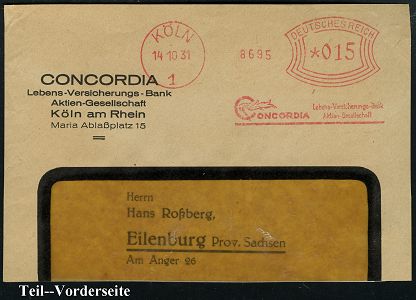 KÖLN
14 10 31
1
8695
DEUTSCHES REICH
*015
CONCORDIA
Lebens-Versicherungs-Bank
Aktien-Gesellschaft
CONCORDIA
Lebens-Versicherungs-Bank
Aktien-Gesellschaft
Köln am Rhein
Maria Ablaßplatz 15
Herrn
Hans Roßberg,
Eilenburg Prov. Sachsen
Am Anger 26
Teil--Vorderseite